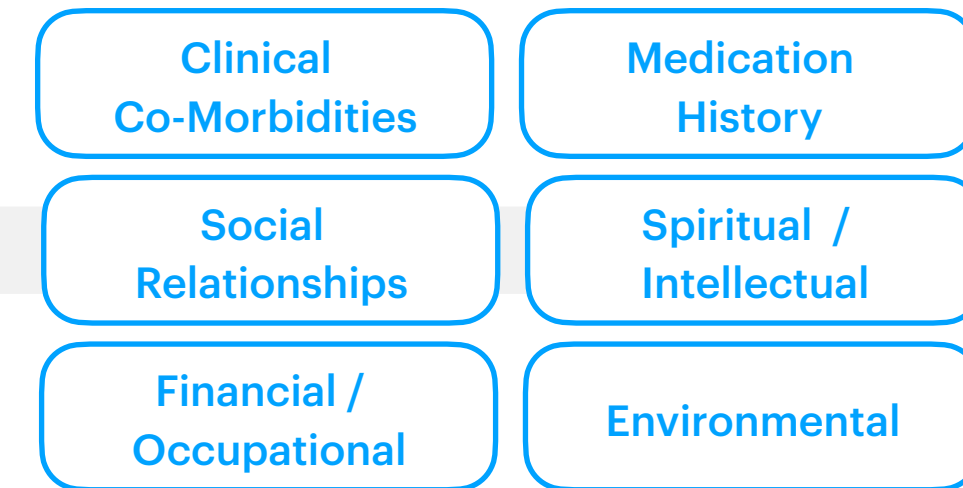 Clinical
Co-Morbidities
Medication
History
Social
Relationships
Spiritual /
Intellectual
Financial /
Occupational
Environmental